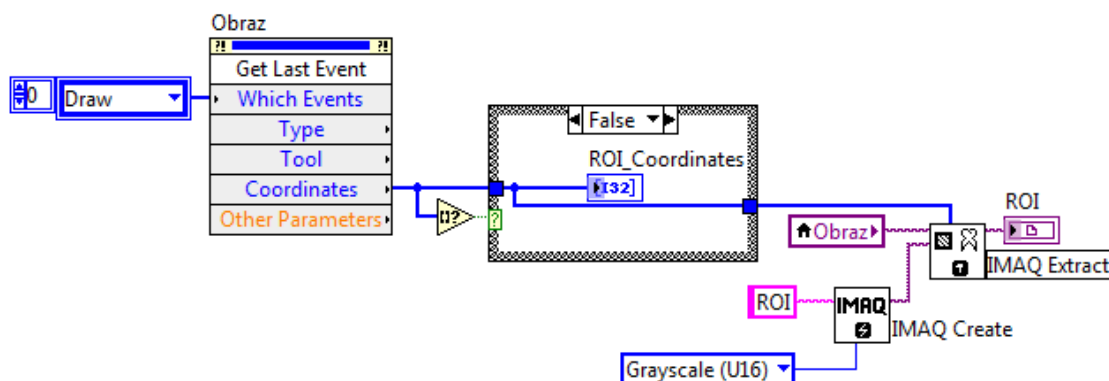 Obraz
?! ?!
Get Last Event
0 Draw
Which Events
Type
Tool
Coordinates
Other Parameters
[]?
?
False
ROI_Coordinates
[I32]
Obraz
ROI
IMAQ Extract
ROI
IMAQ
IMAQ Create
Grayscale (U16)